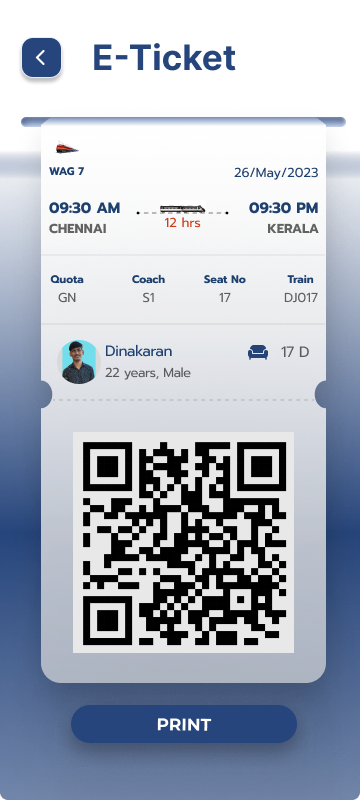 E-Ticket
WAG 7
26/May/2023
09:30 AM
09:30 PM
CHENNAI
12 hrs
KERALA
Quota Coach Seat No Train
GN S1 17 DJ017
Dinakaran
17 D
22 years, Male
PRINT